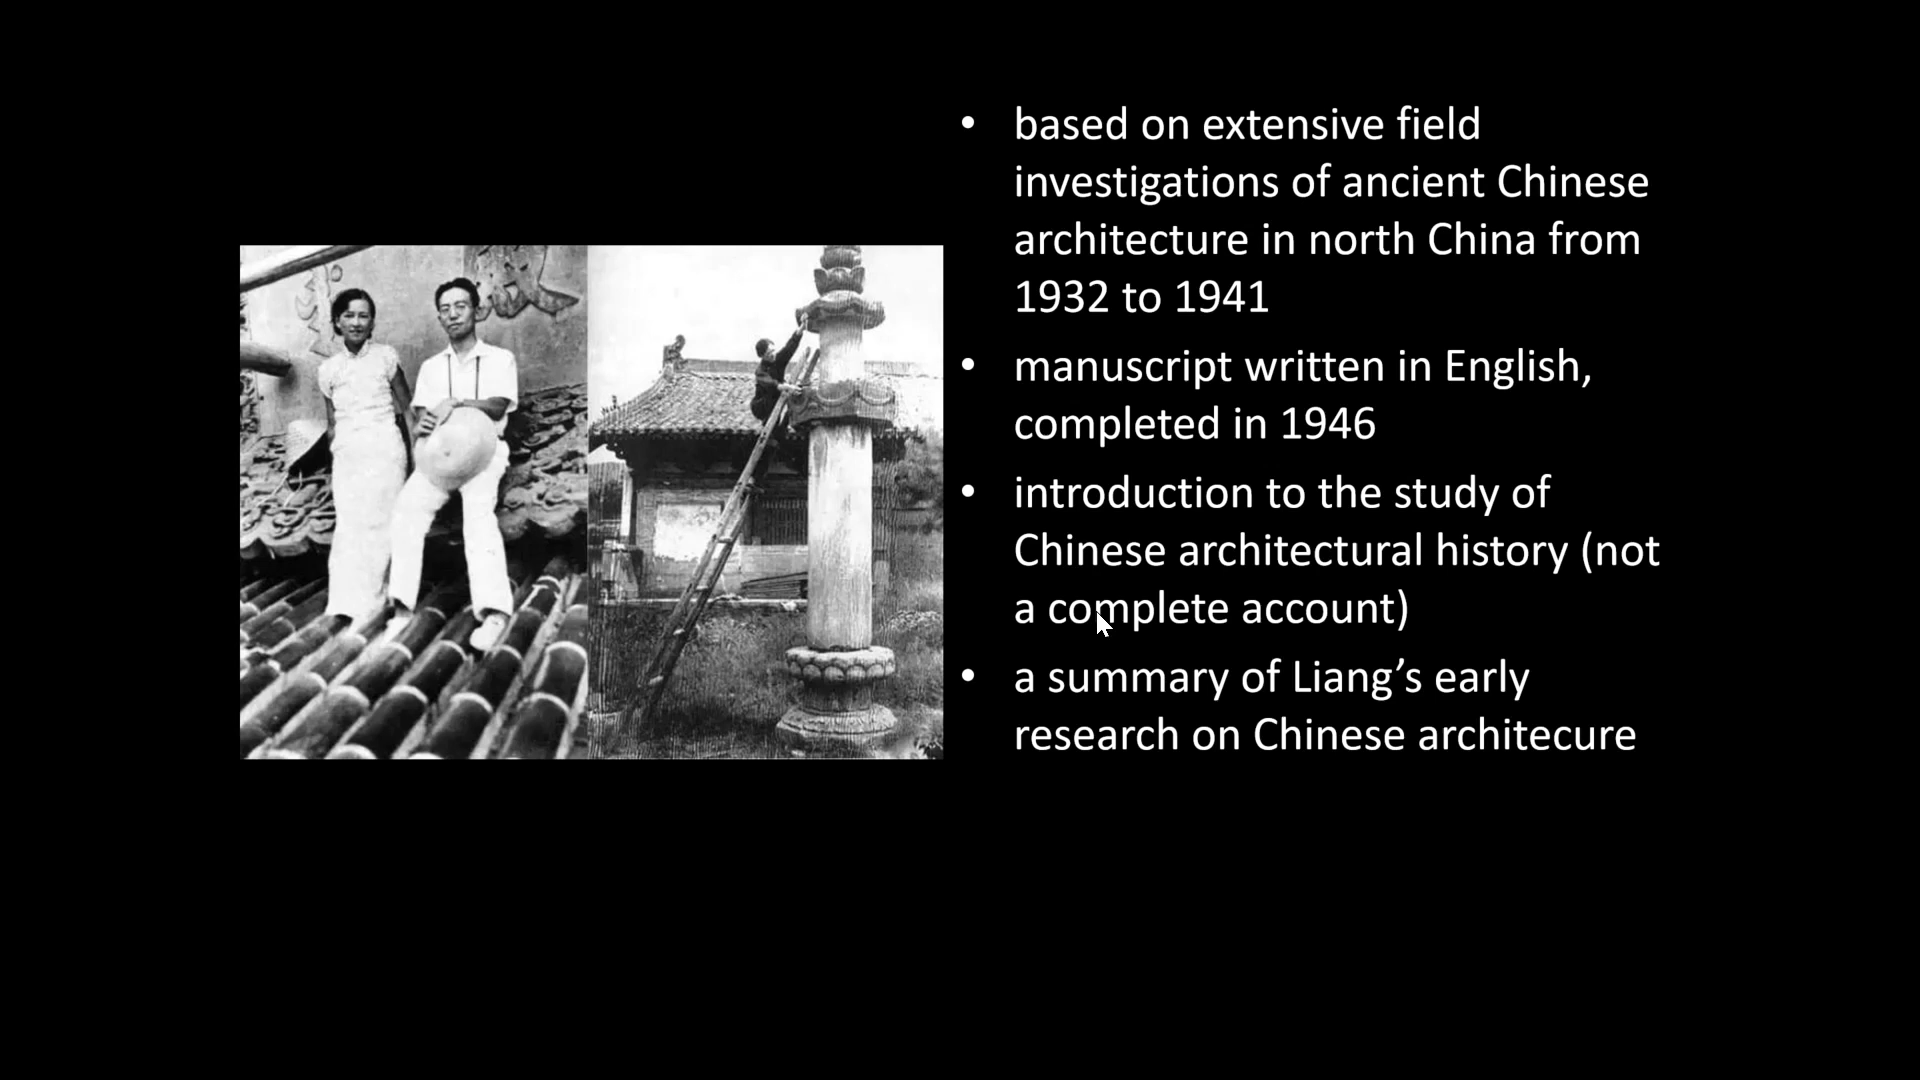 • based on extensive field
investigations of ancient Chinese
architecture in north China from
1932 to 1941
• manuscript written in English,
completed in 1946
• introduction to the study of
Chinese architectural history (not
a complete account)
• a summary of Liang’s early
research on Chinese architecure